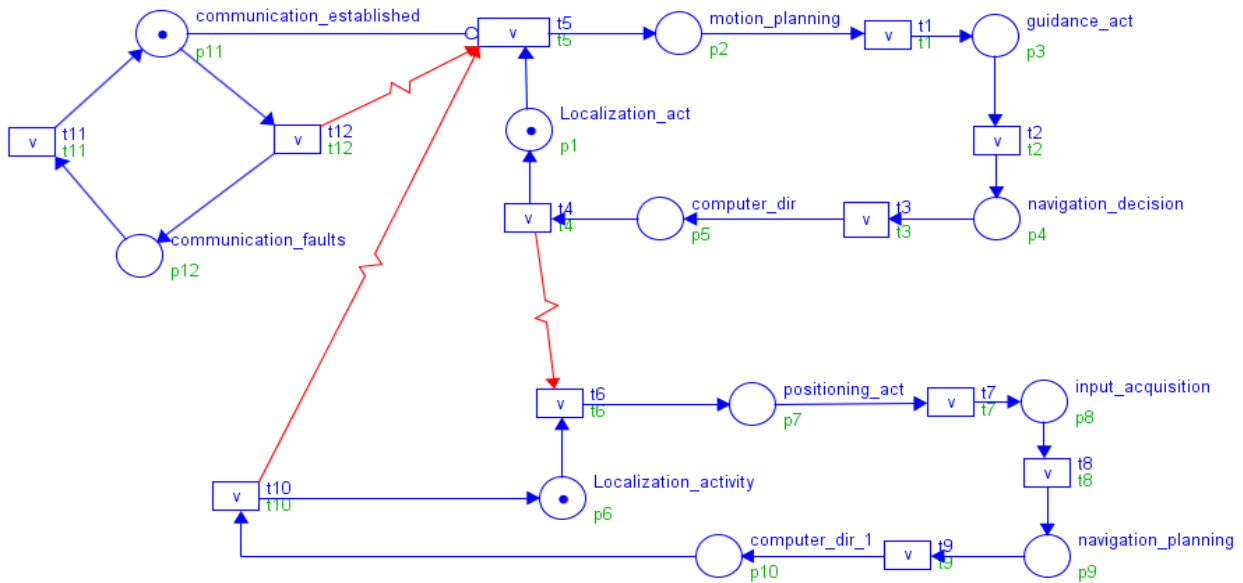 communication_established
p11
v
t5
t5
p2
motion_planning
v
t1
t1
guidance_act
p3
v
t11
t11
v
t12
t12
Localization_act
p1
v
t2
t2
communication_faults
p12
v
t4
t4
computer_dir
p5
v
t3
t3
navigation_decision
p4
v
t6
t6
positioning_act
p7
v
t7
t7
input_acquisition
p8
v
t8
t8
v
t10
t10
Localization_activity
p6
computer_dir_1
p10
v
t9
t9
navigation_planning
p9